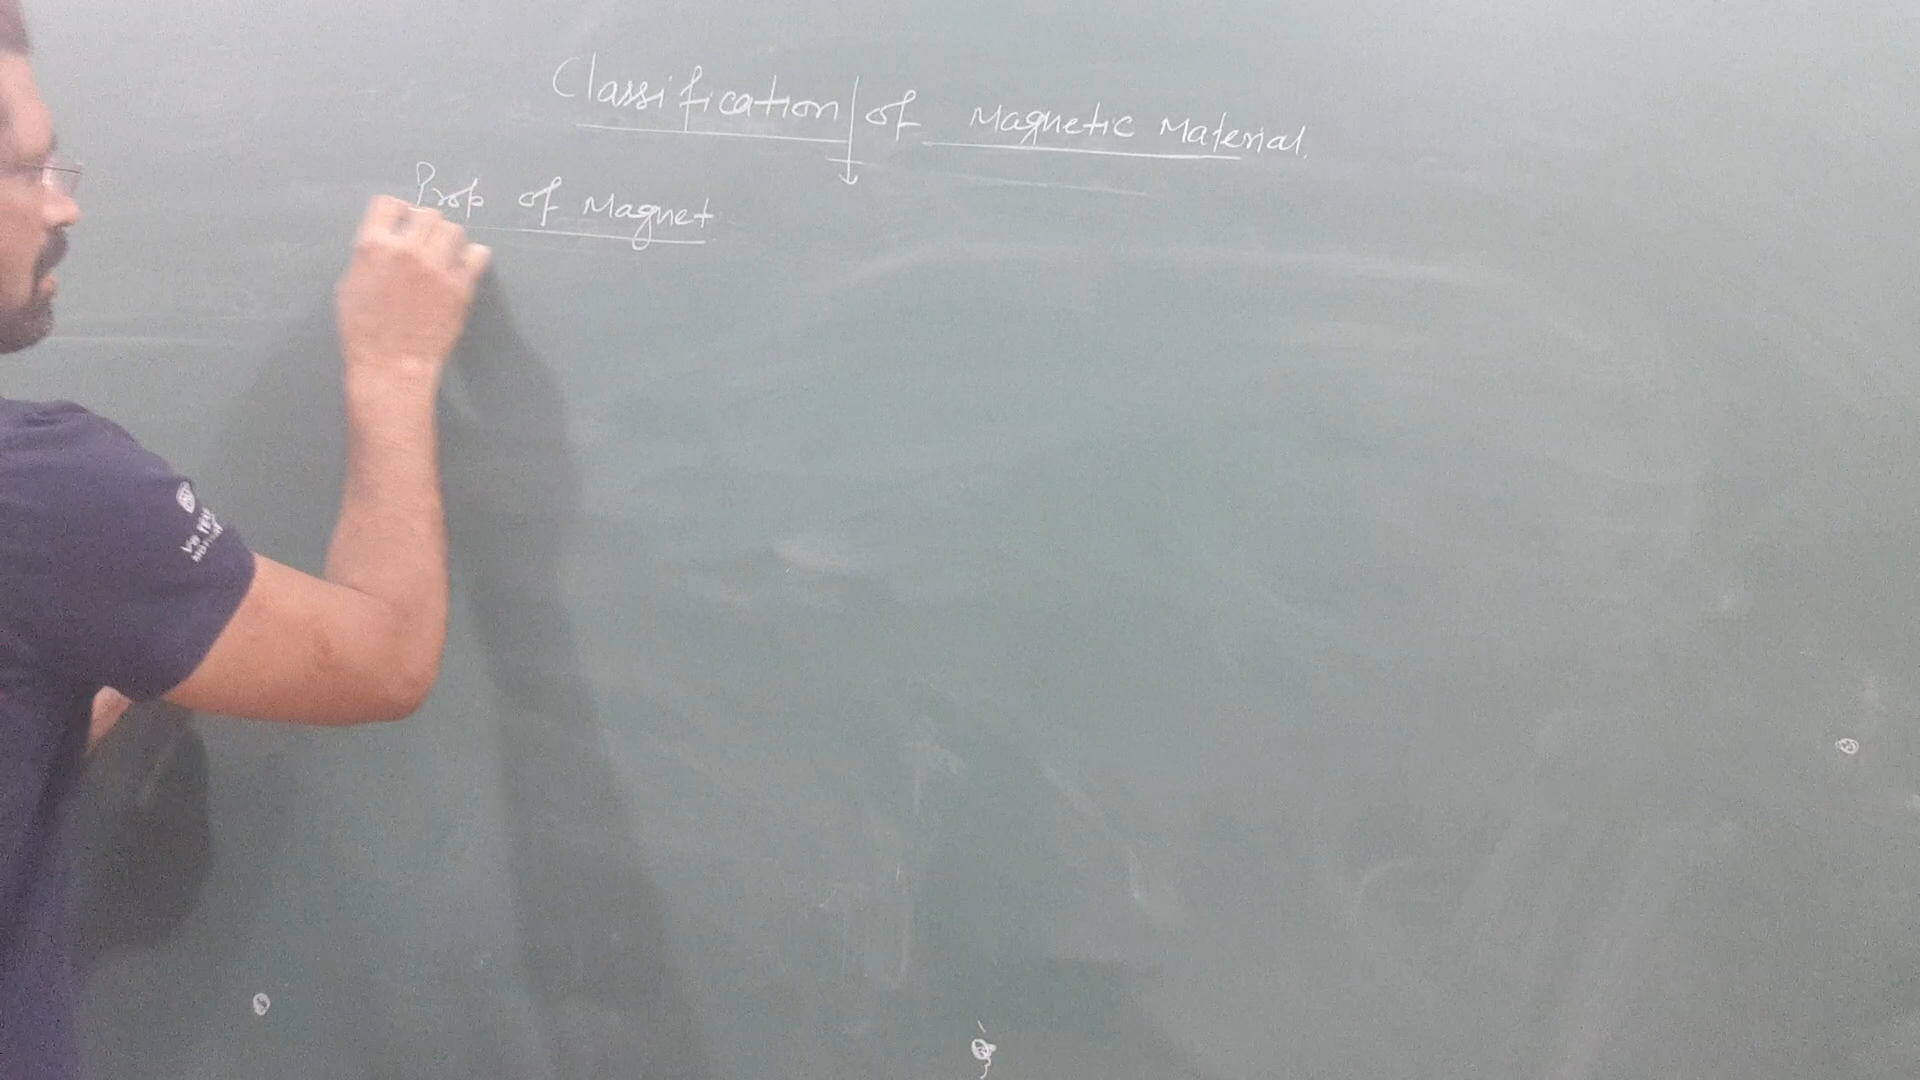 Classification of Magnetic Material.
Prop of Magnet